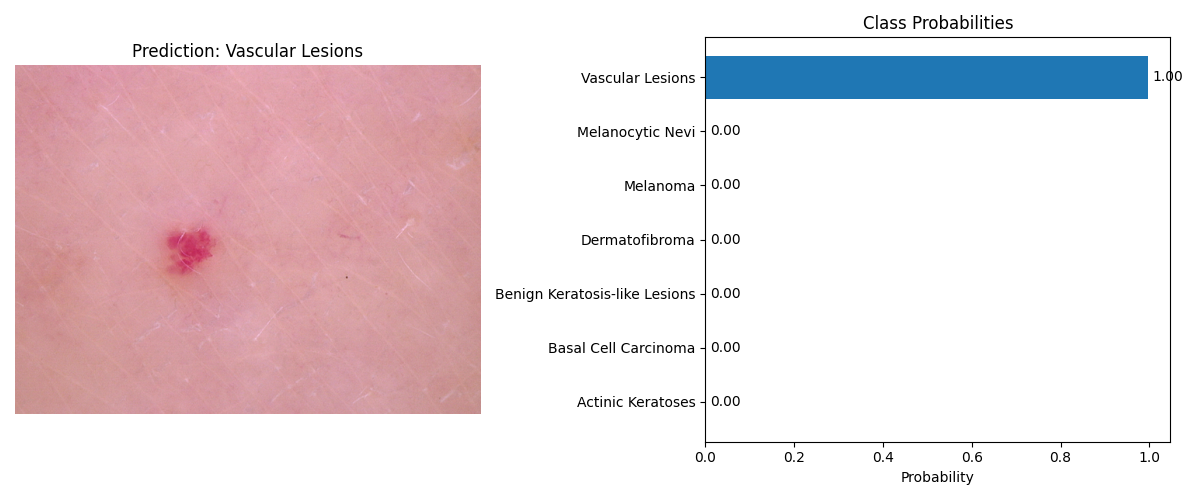 Prediction: Vascular Lesions
Class Probabilities
Vascular Lesions
1.00
Melanocytic Nevi
0.00
Melanoma
0.00
Dermatofibroma
0.00
Benign Keratosis-like Lesions
0.00
Basal Cell Carcinoma
0.00
Actinic Keratoses
0.00
0.0 0.2 0.4 0.6 0.8 1.0
Probability